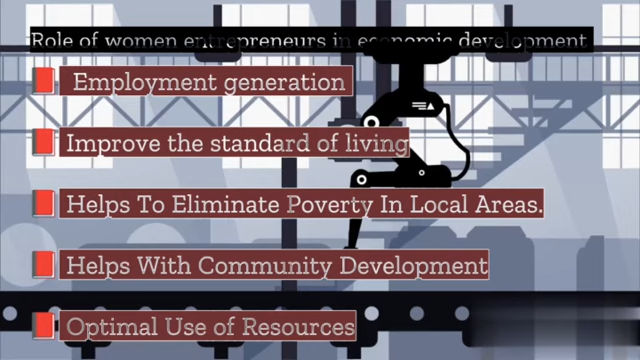 Role of women entrepreneurs in economic development
Employment generation
Improve the standard of living
Helps To Eliminate Poverty In Local Areas.
Helps With Community Development
Optimal Use of Resources